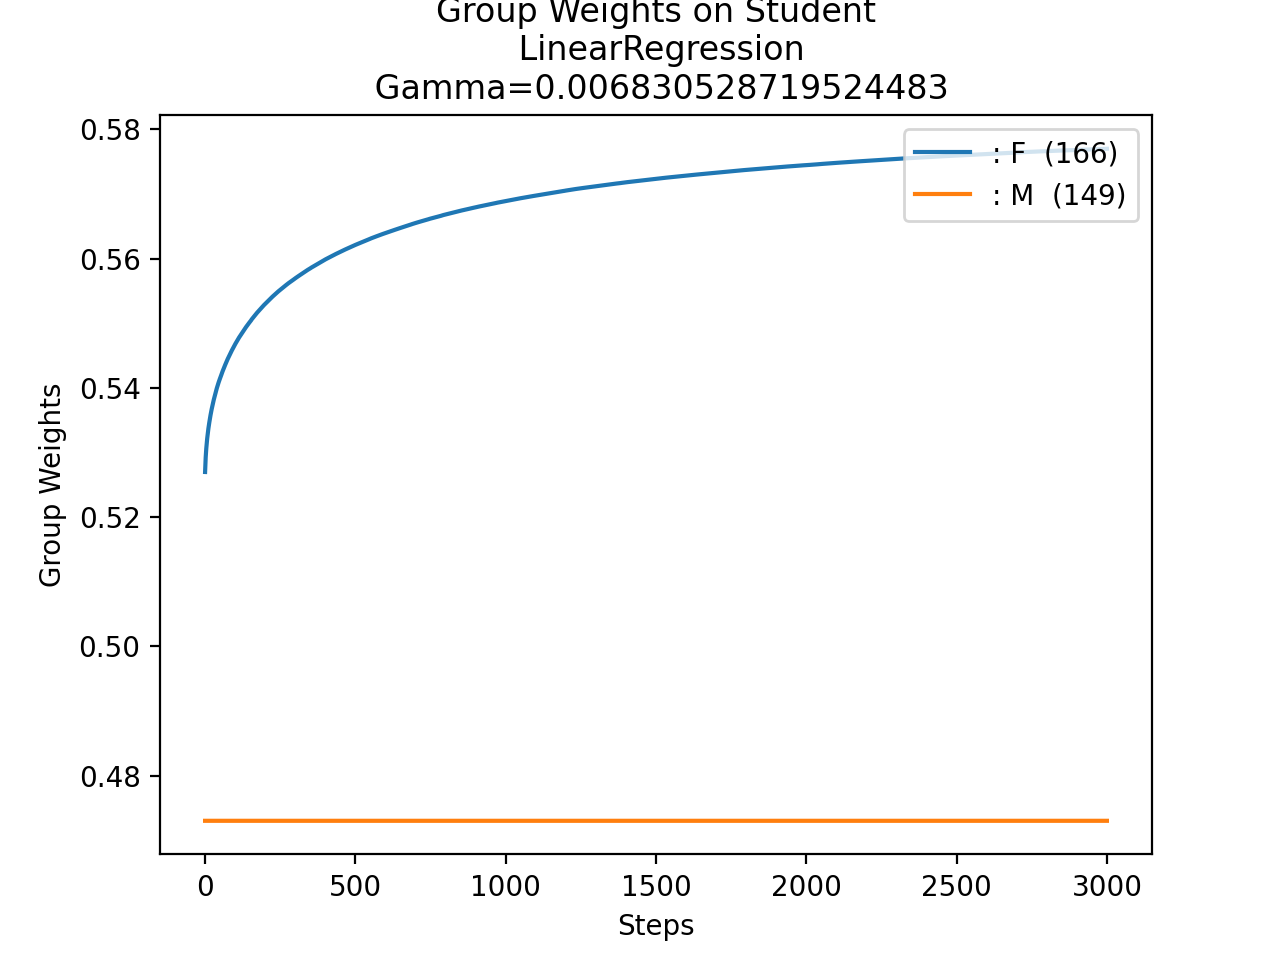 Group Weights on Student
LinearRegression
Gamma=0.006830528719524483
0.58
0.56
0.54
0.52
0.50
0.48
Group Weights
: F (166)
: M (149)
0 500 1000 1500 2000 2500 3000
Steps